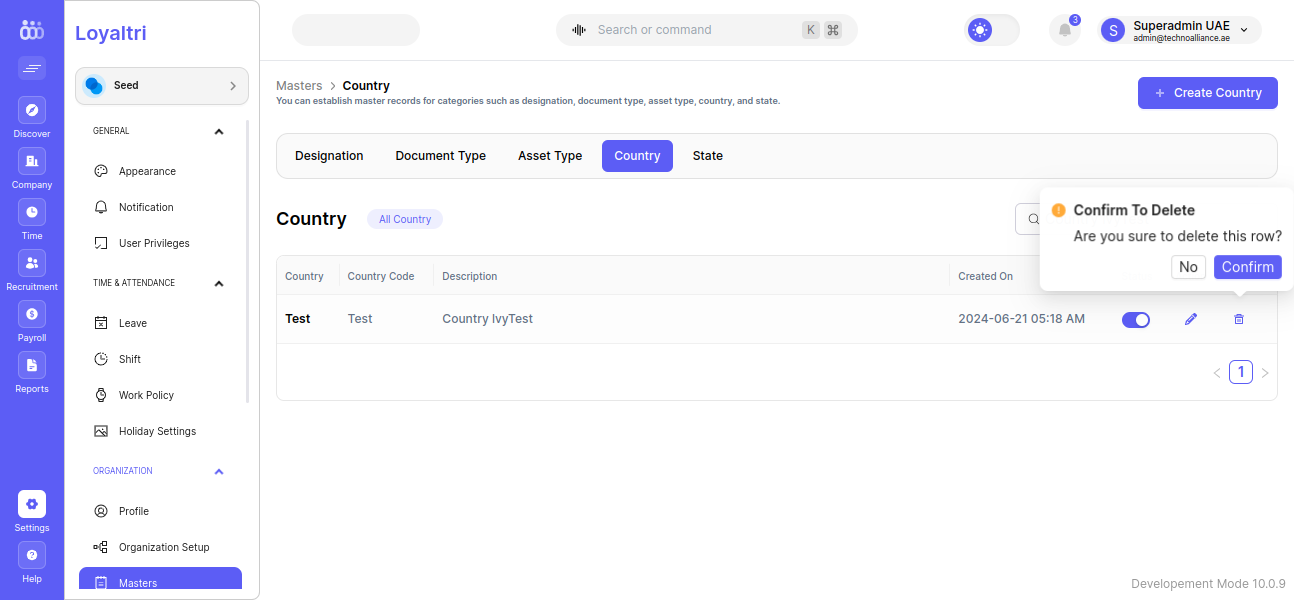 Loyaltri
Search or command
K
⌘
3
S
Superadmin UAE
admin@technoalliance.ae
Discover
Company
Time
Recruitment
Payroll
Reports
Settings
Help
Seed
GENERAL
Appearance
Notification
User Privileges
TIME & ATTENDANCE
Leave
Shift
Work Policy
Holiday Settings
ORGANIZATION
Profile
Organization Setup
Masters
Masters > Country
You can establish master records for categories such as designation, document type, asset type, country, and state.
+ Create Country
Designation Document Type Asset Type Country State
Country All Country
Confirm To Delete
Are you sure to delete this row?
No Confirm
Country Country Code Description Created On
Test Test Country IvyTest 2024-06-21 05:18 AM
< 1 >
Developement Mode 10.0.9